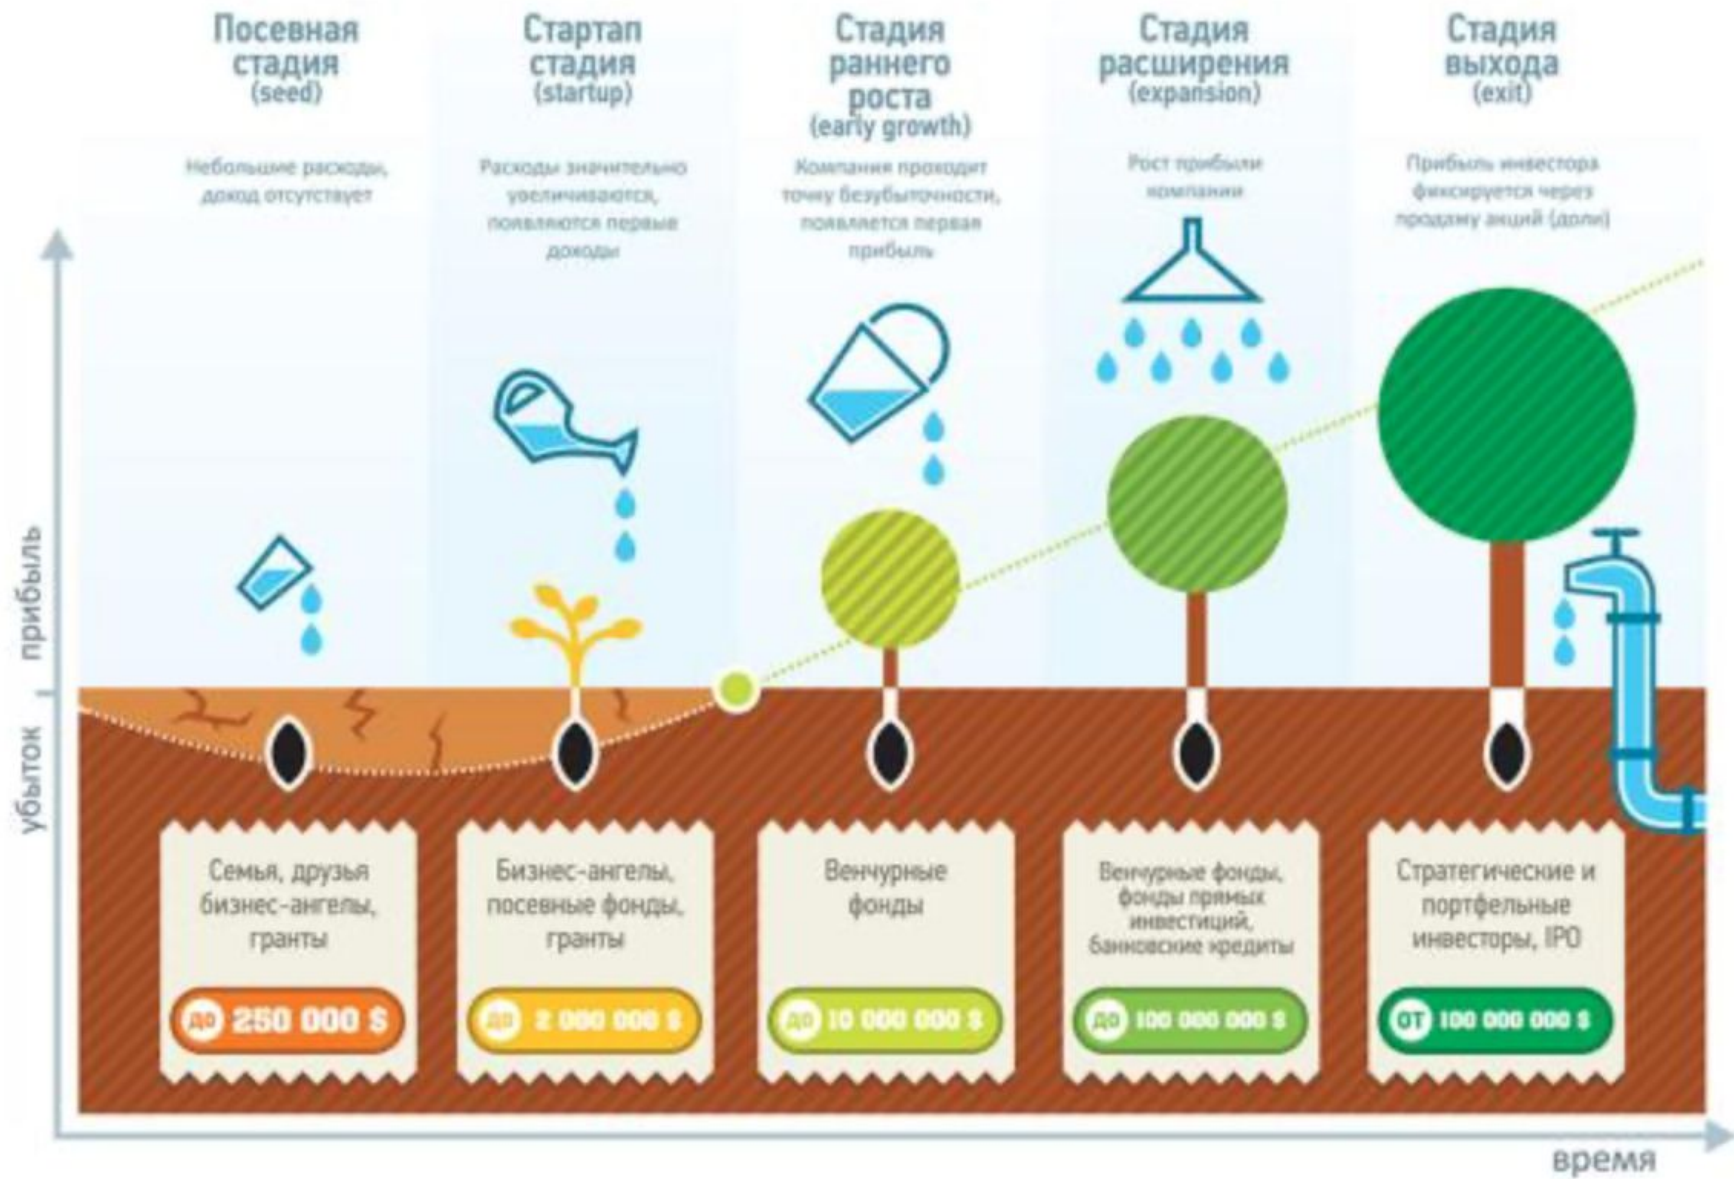 Посевная
стадия
(seed)
Небольшие расходы,
доход отсутствует
Стартап
стадия
(startup)
Расходы значительно
увеличиваются,
появляются первые
доходы
Стадия
раннего
роста
(early growth)
Компания проходит
точку безубыточности,
появляется первая
прибыль
Стадия
расширения
(expansion)
Рост прибыли
компании
Стадия
выхода
(exit)
Прибыль инвестора
фиксируется через
продажу акций (доли)
прибыль
убыток
Семья, друзья
бизнес-ангелы,
гранты
до 250 000 $
Бизнес-ангелы,
посевные фонды,
гранты
до 2 000 000 $
Венчурные
фонды
до 10 000 000 $
Венчурные фонды,
фонды прямых
инвестиций,
банковские кредиты
до 100 000 000 $
Стратегические и
портфельные
инвесторы, IPO
от 100 000 000 $
время